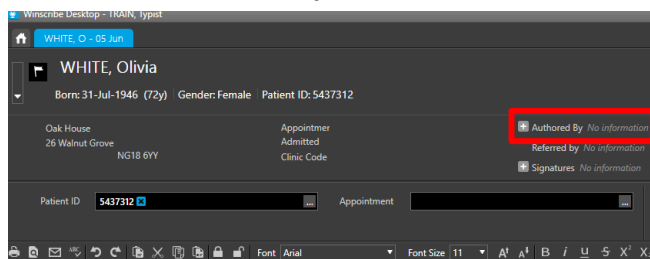 Winscribe Desktop - TRAIN, Typist
WHITE, O - 05 Jun
WHITE, Olivia
Born: 31-Jul-1946 (72y) Gender: Female Patient ID: 5437312
Oak House Appointmer Authored By No information
26 Walnut Grove Admitted Referred by No information
NG18 6YY Clinic Code Signatures No information
Patient ID 5437312 ... Appointment ...
ABC Font Arial Font Size 11 A A B i U S X² X